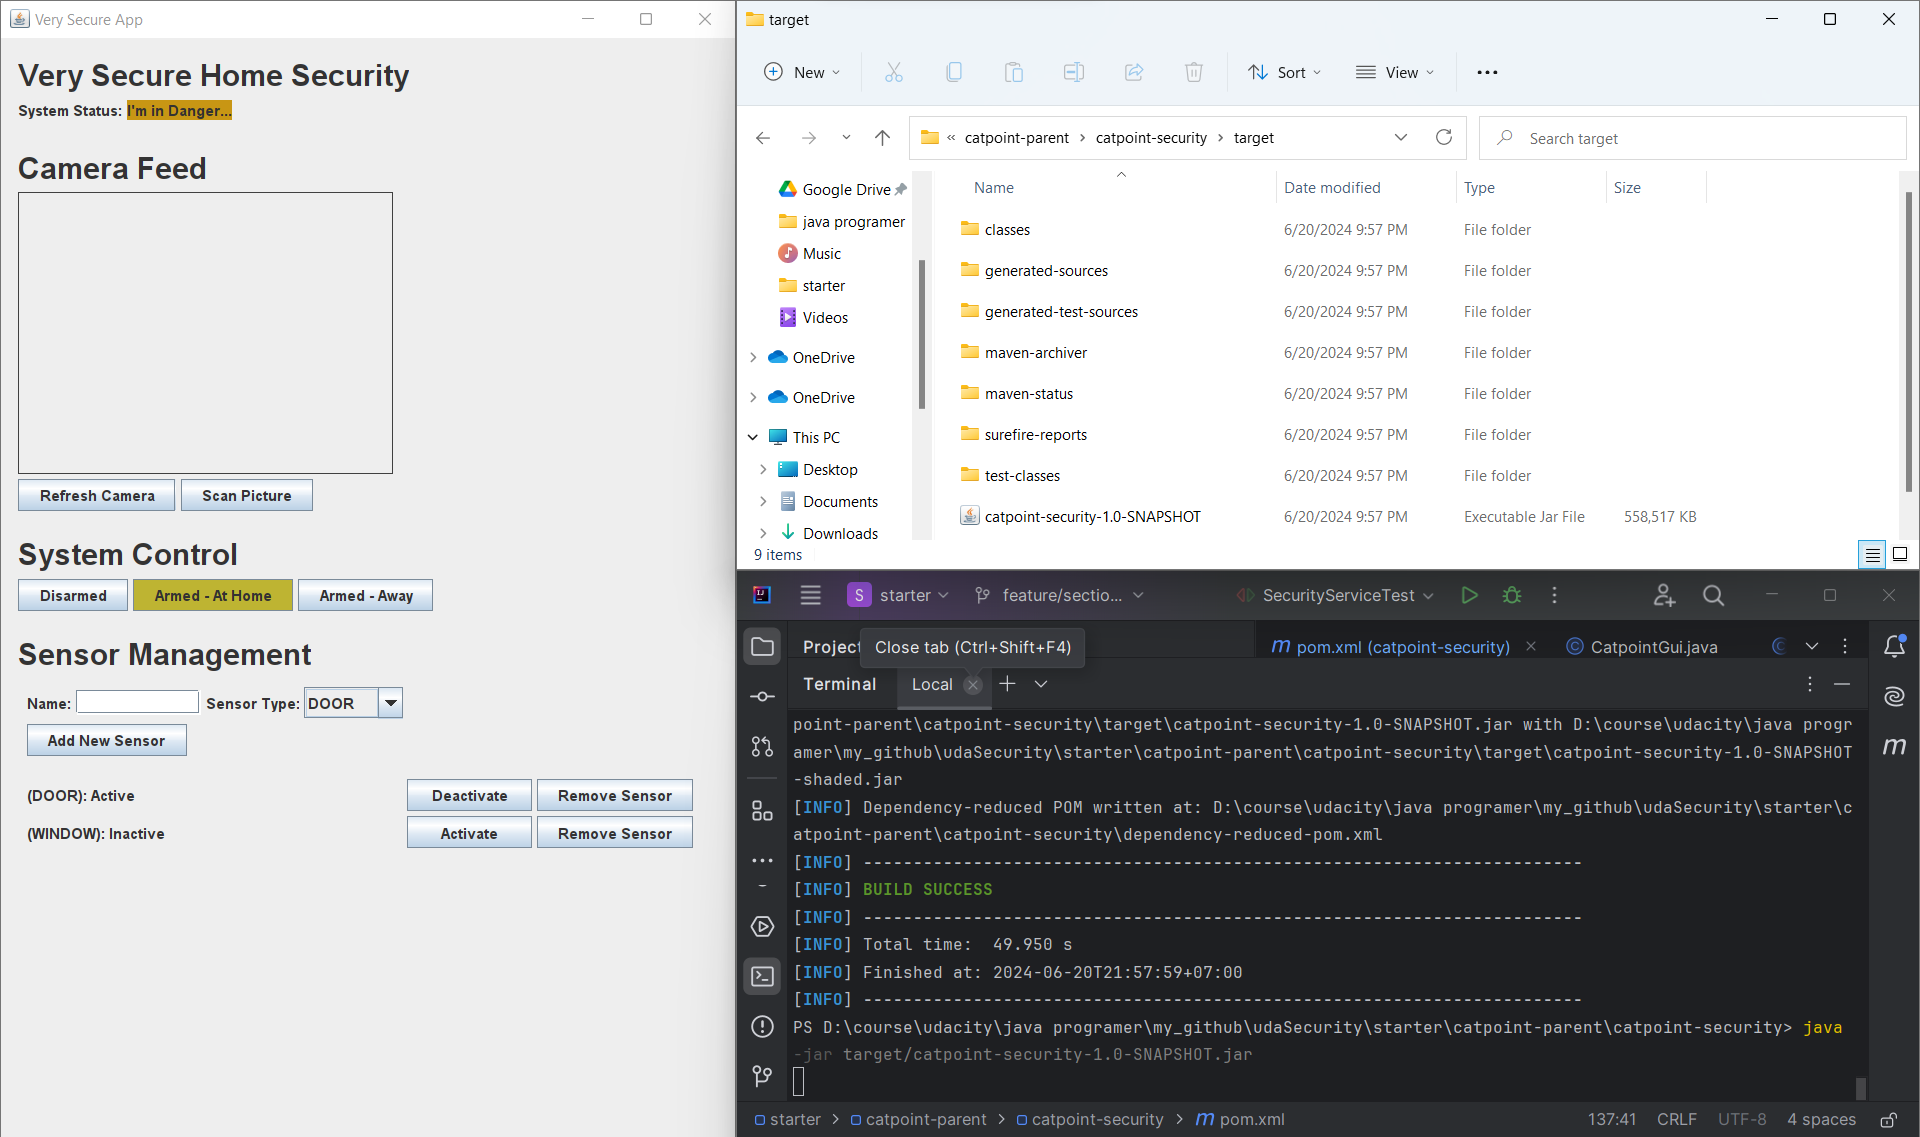 Very Secure App
Very Secure Home Security
System Status: I'm in Danger...
Camera Feed
Refresh Camera
Scan Picture
System Control
Disarmed
Armed - At Home
Armed - Away
Sensor Management
Name:
Sensor Type: DOOR
Add New Sensor
(DOOR): Active
Deactivate
Remove Sensor
(WINDOW): Inactive
Activate
Remove Sensor
target
New
Sort
View
« catpoint-parent > catpoint-security > target
Search target
Google Drive
java programer
Music
starter
Videos
OneDrive
OneDrive
This PC
Desktop
Documents
Downloads
Name Date modified Type Size
classes 6/20/2024 9:57 PM File folder
generated-sources 6/20/2024 9:57 PM File folder
generated-test-sources 6/20/2024 9:57 PM File folder
maven-archiver 6/20/2024 9:57 PM File folder
maven-status 6/20/2024 9:57 PM File folder
surefire-reports 6/20/2024 9:57 PM File folder
test-classes 6/20/2024 9:57 PM File folder
catpoint-security-1.0-SNAPSHOT 6/20/2024 9:57 PM Executable Jar File 558,517 KB
9 items
S starter
feature/sectio...
SecurityServiceTest
Project
Close tab (Ctrl+Shift+F4)
m pom.xml (catpoint-security)
CatpointGui.java
Terminal
Local
point-parent\catpoint-security\target\catpoint-security-1.0-SNAPSHOT.jar with D:\course\udacity\java progr
amer\my_github\udaSecurity\starter\catpoint-parent\catpoint-security\target\catpoint-security-1.0-SNAPSHOT
-shaded.jar
[INFO] Dependency-reduced POM written at: D:\course\udacity\java programer\my_github\udaSecurity\starter\c
atpoint-parent\catpoint-security\dependency-reduced-pom.xml
[INFO] ------------------------------------------------------------------------
[INFO] BUILD SUCCESS
[INFO] ------------------------------------------------------------------------
[INFO] Total time:  49.950 s
[INFO] Finished at: 2024-06-20T21:57:59+07:00
[INFO] ------------------------------------------------------------------------
PS D:\course\udacity\java programer\my_github\udaSecurity\starter\catpoint-parent\catpoint-security> java
-jar target/catpoint-security-1.0-SNAPSHOT.jar
starter > catpoint-parent > catpoint-security > m pom.xml
137:41 CRLF UTF-8 4 spaces